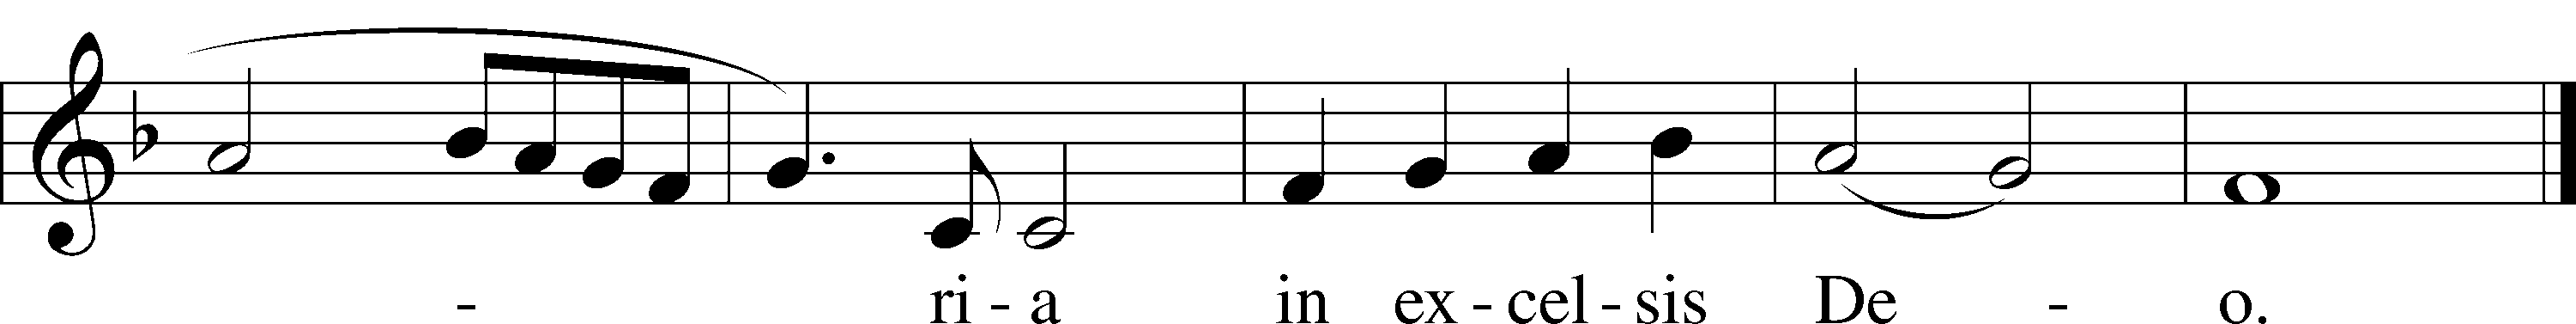 - ri - a in ex - cel - sis De - o.